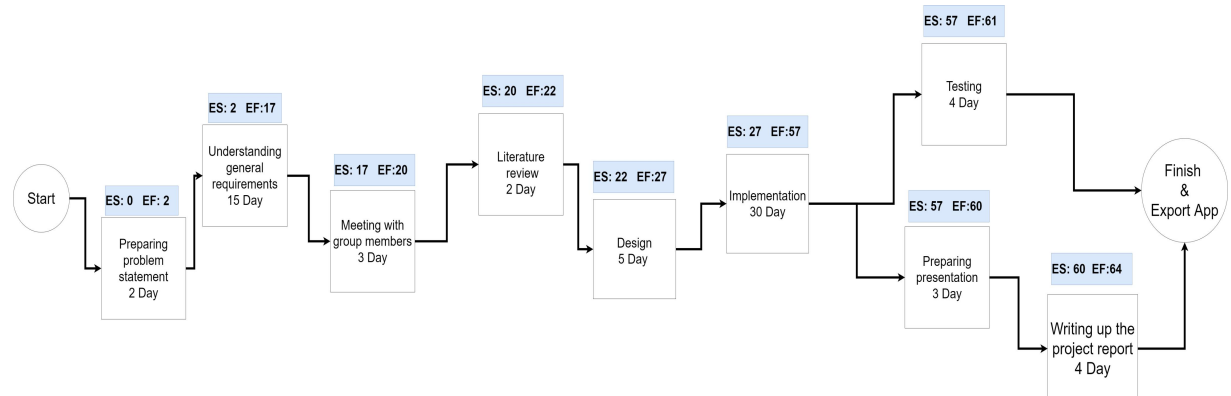 Start
ES: 0 EF: 2
Preparing
problem
statement
2 Day
ES: 2 EF:17
Understanding
general
requirements
15 Day
ES: 17 EF:20
Meeting with
group members
3 Day
ES: 20 EF:22
Literature
review
2 Day
ES: 22 EF:27
Design
5 Day
ES: 27 EF:57
Implementation
30 Day
ES: 57 EF:61
Testing
4 Day
ES: 57 EF:60
Preparing
presentation
3 Day
ES: 60 EF:64
Writing up the
project report
4 Day
Finish
&
Export App